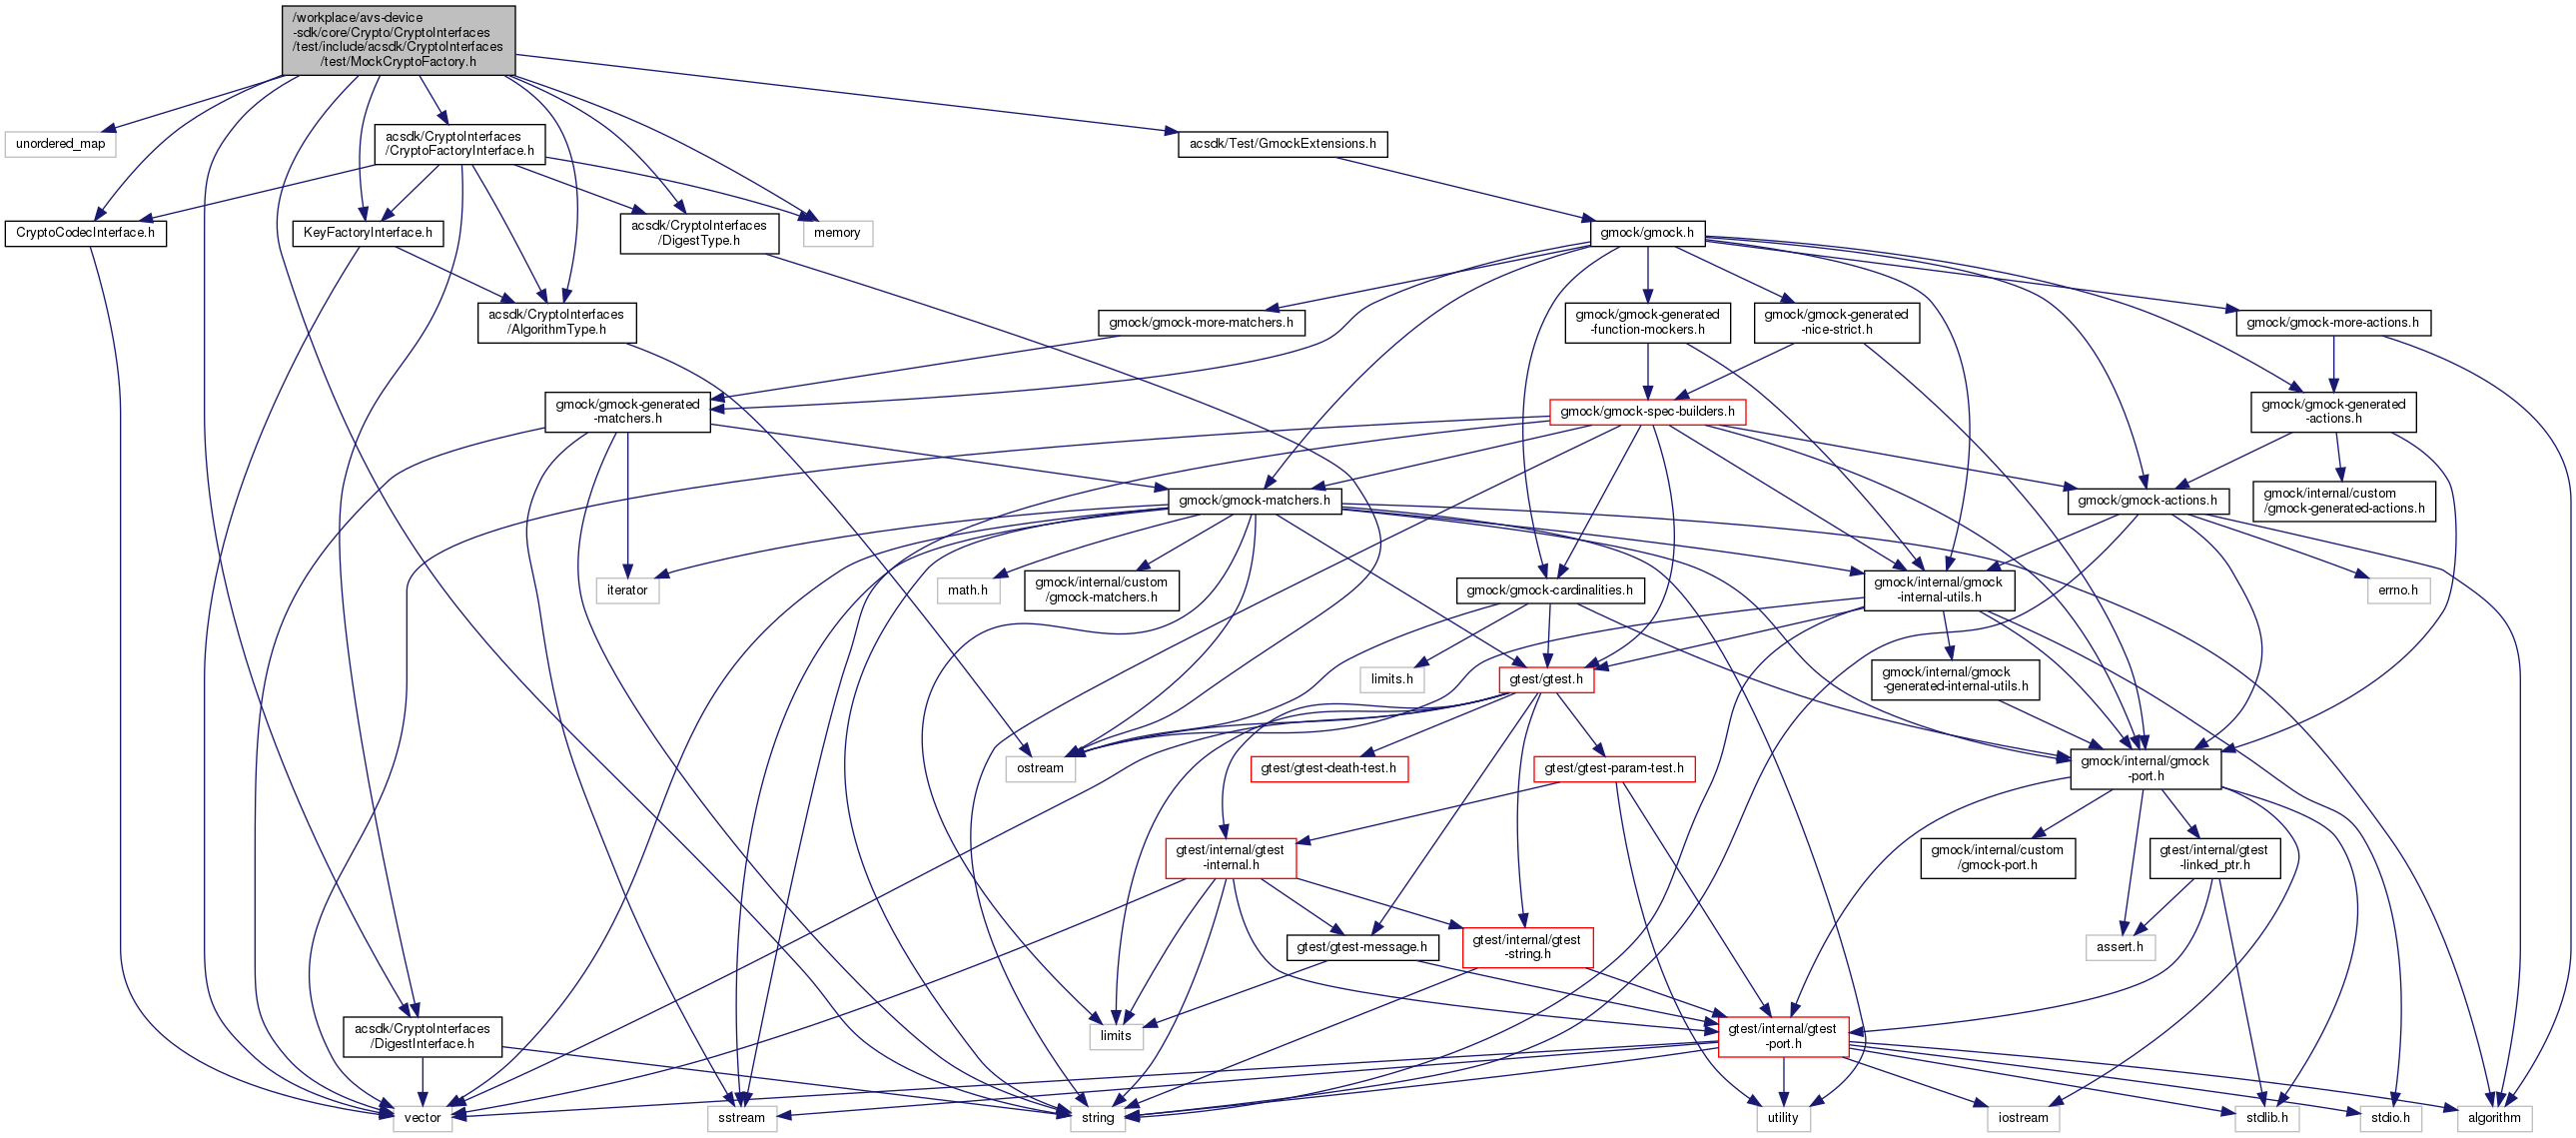 /workplace/avs-device
-sdk/core/Crypto/CryptoInterfaces
/test/include/acsdk/CryptoInterfaces
/test/MockCryptoFactory.h
unordered_map
acsdk/CryptoInterfaces
/CryptoFactoryInterface.h
acsdk/Test/GmockExtensions.h
CryptoCodecInterface.h
KeyFactoryInterface.h
acsdk/CryptoInterfaces
/DigestType.h
memory
gmock/gmock.h
acsdk/CryptoInterfaces
/AlgorithmType.h
gmock/gmock-more-matchers.h
gmock/gmock-generated
-function-mockers.h
gmock/gmock-generated
-nice-strict.h
gmock/gmock-more-actions.h
gmock/gmock-generated
-matchers.h
gmock/gmock-spec-builders.h
gmock/gmock-generated
-actions.h
gmock/gmock-matchers.h
gmock/gmock-actions.h
gmock/internal/custom
/gmock-generated-actions.h
iterator
math.h
gmock/internal/custom
/gmock-matchers.h
gmock/gmock-cardinalities.h
gmock/internal/gmock
-internal-utils.h
errno.h
limits.h
gtest/gtest.h
gmock/internal/gmock
-generated-internal-utils.h
ostream
gtest/gtest-death-test.h
gtest/gtest-param-test.h
gmock/internal/gmock
-port.h
gtest/internal/gtest
-internal.h
gmock/internal/custom
/gmock-port.h
gtest/internal/gtest
-linked_ptr.h
gtest/gtest-message.h
gtest/internal/gtest
-string.h
assert.h
acsdk/CryptoInterfaces
/DigestInterface.h
limits
gtest/internal/gtest
-port.h
vector
sstream
string
utility
iostream
stdlib.h
stdio.h
algorithm